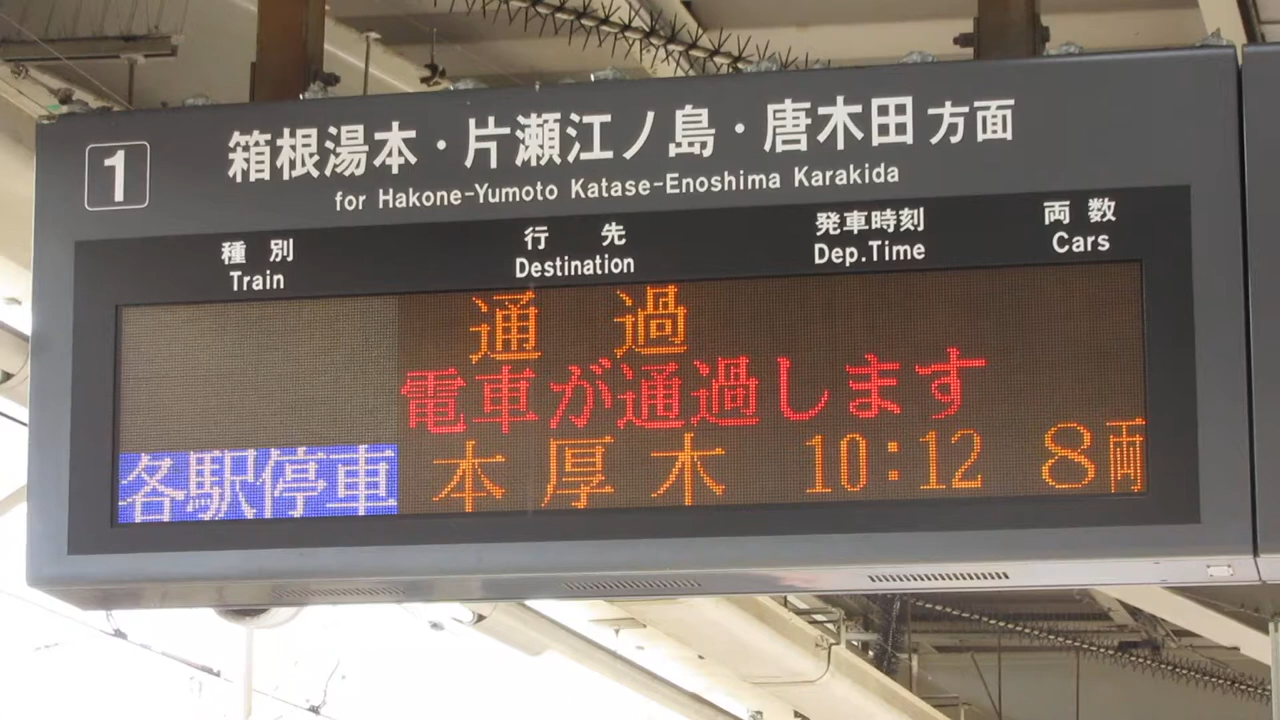 1
箱根湯本・片瀬江ノ島・唐木田方面
for Hakone-Yumoto Katase-Enoshima Karakida
種別 行先 発車時刻 両数
Train Destination Dep.Time Cars
通過
電車が通過します
各駅停車 本厚木 10:12 8両